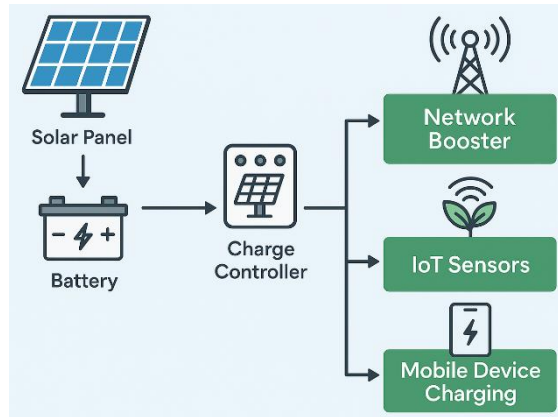 Solar Panel
Battery
Charge
Controller
Network
Booster
IoT Sensors
Mobile Device
Charging